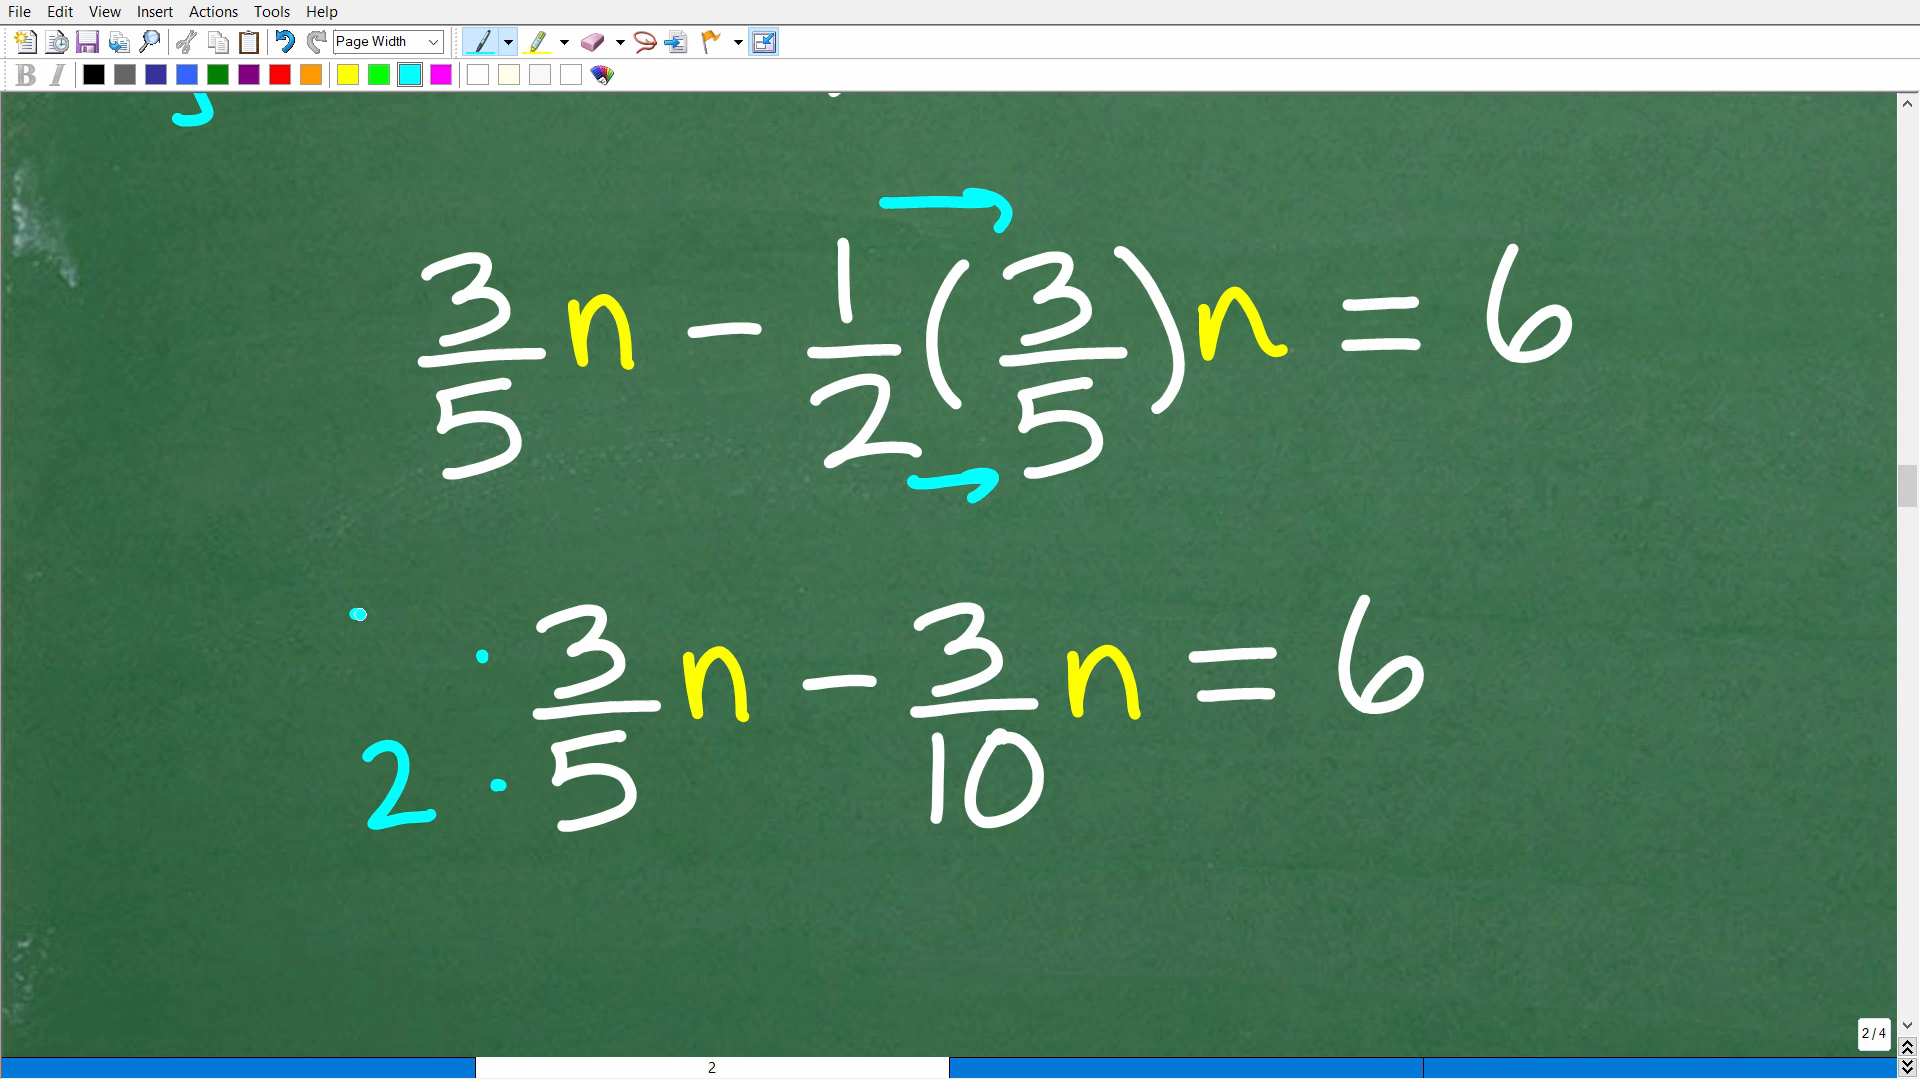 File Edit View Insert Actions Tools Help
Page Width
B I
3/5 n - 1/2 (3/5) n = 6
2 · 3/5 n - 3/10 n = 6
2 / 4
2